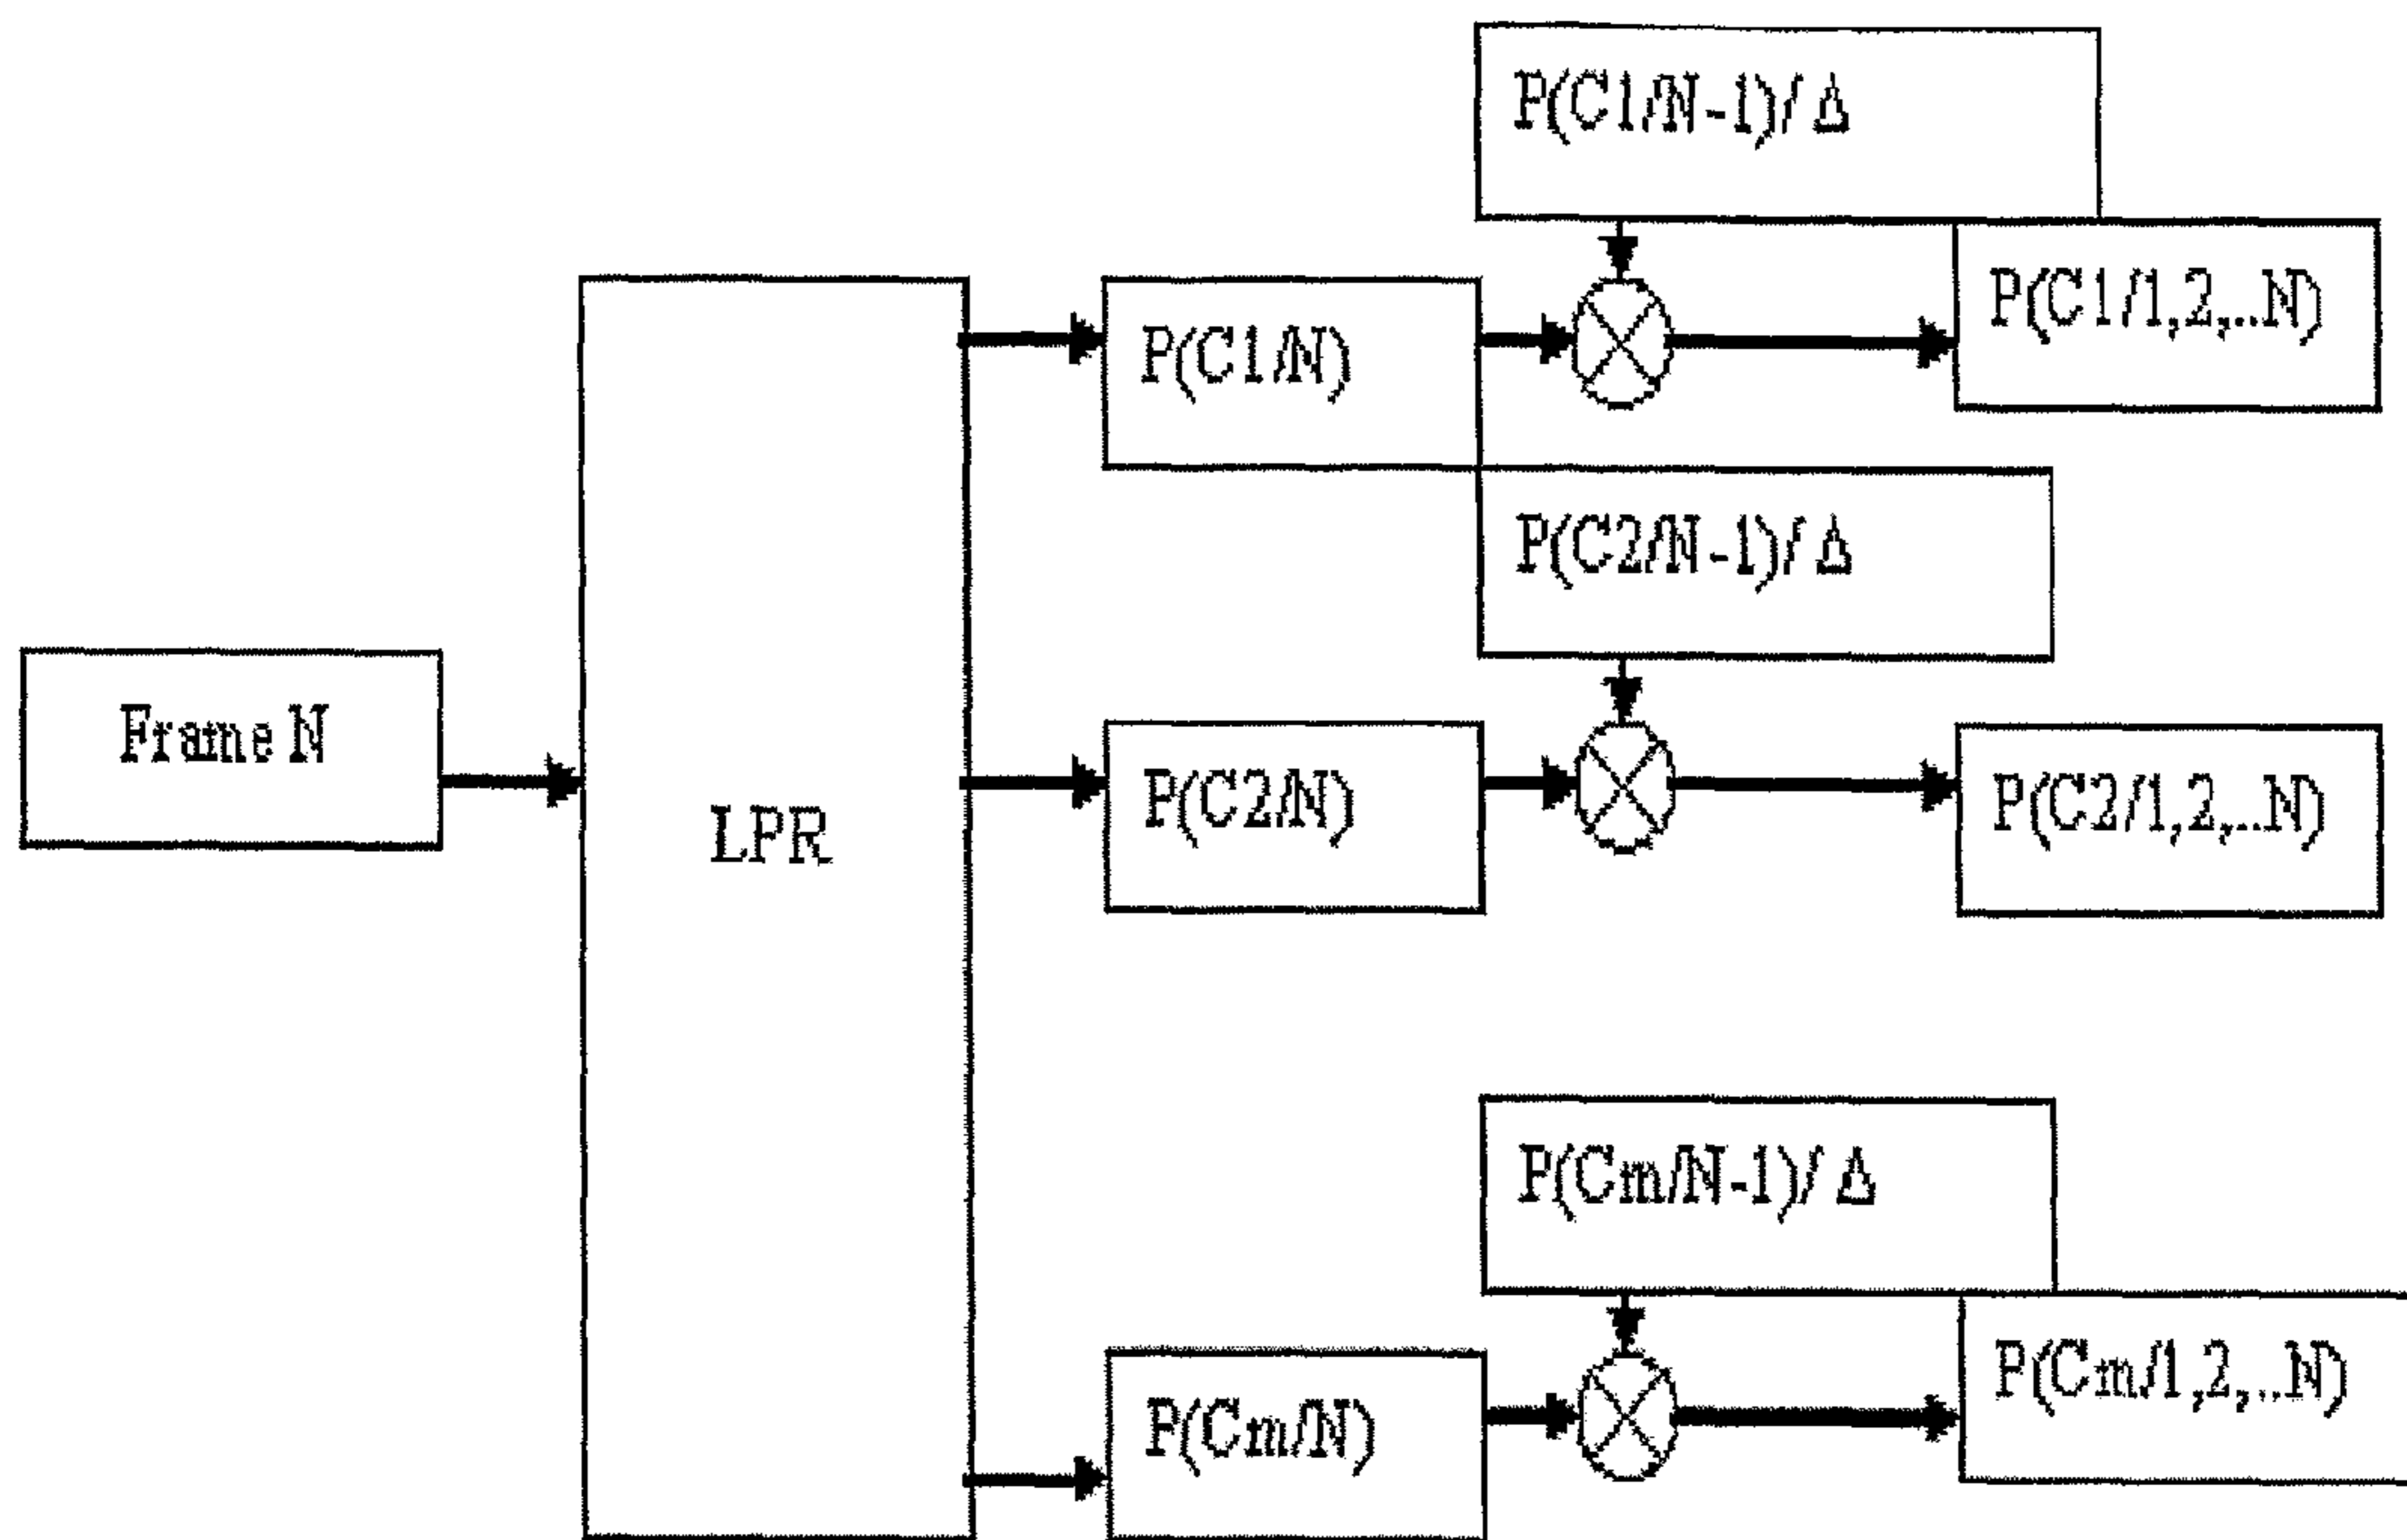 P(C1/N-1)/ Δ
P(C1/N)
P(C1/1,2,..N)
P(C2/N-1)/ Δ
Frame N
LPR
P(C2/N)
P(C2/1,2,..N)
P(Cm/N-1)/ Δ
P(Cm/N)
P(Cm/1,2,..N)